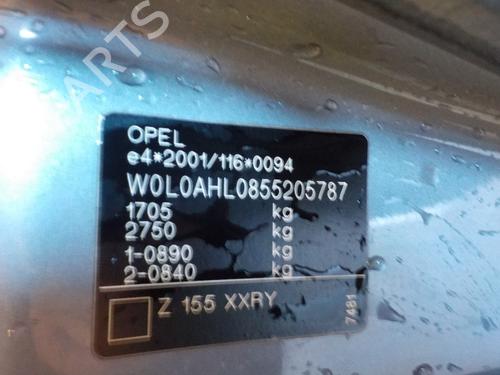 PARTS
OPEL
e4*2001/116*0094
W0L0AHL0855205787
1705 kg
2750 kg
1-0890 kg
2-0840 kg
Z 155 XXRY
7481